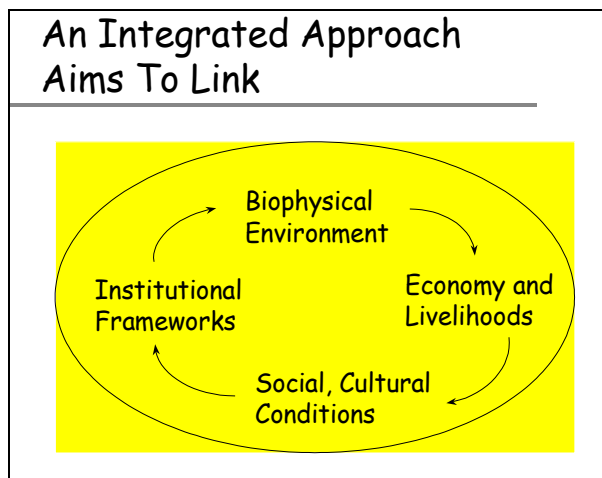 An Integrated Approach
Aims To Link
Biophysical
Environment
Economy and
Livelihoods
Social, Cultural
Conditions
Institutional
Frameworks